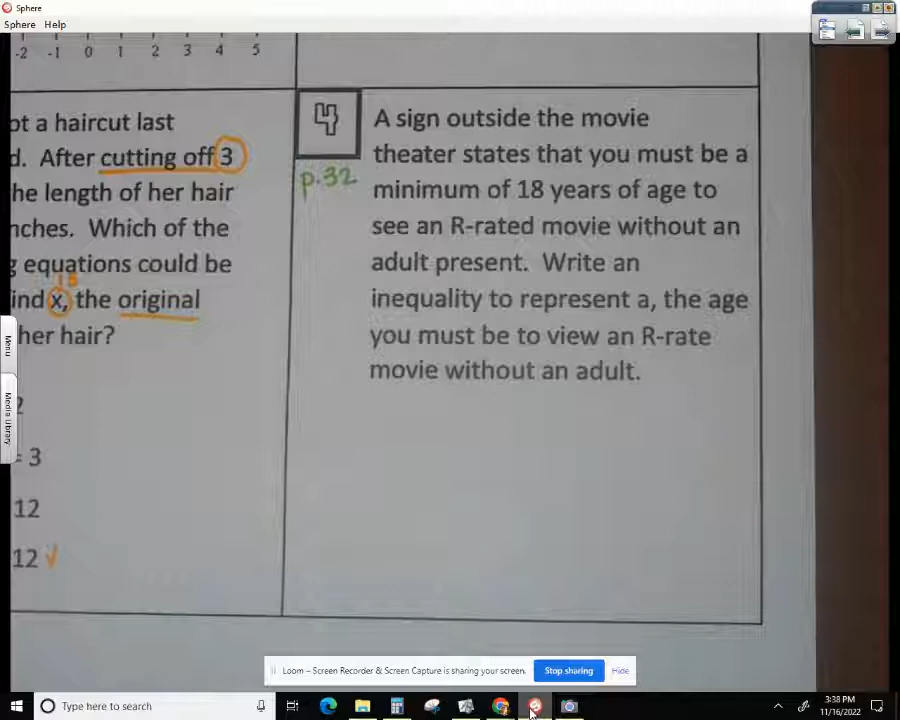 Sphere
Sphere Help
-2 -1 0 1 2 3 4 5
ot a haircut last
d. After cutting off 3
he length of her hair
nches. Which of the
g equations could be
15
ind x, the original
her hair?
2
= 3
12
12 ✓
4
p.32
A sign outside the movie
theater states that you must be a
minimum of 18 years of age to
see an R-rated movie without an
adult present. Write an
inequality to represent a, the age
you must be to view an R-rate
movie without an adult.
Menu
Media Library
Loom – Screen Recorder & Screen Capture is sharing your screen.
Stop sharing
Hide
Type here to search
3:38 PM
11/16/2022